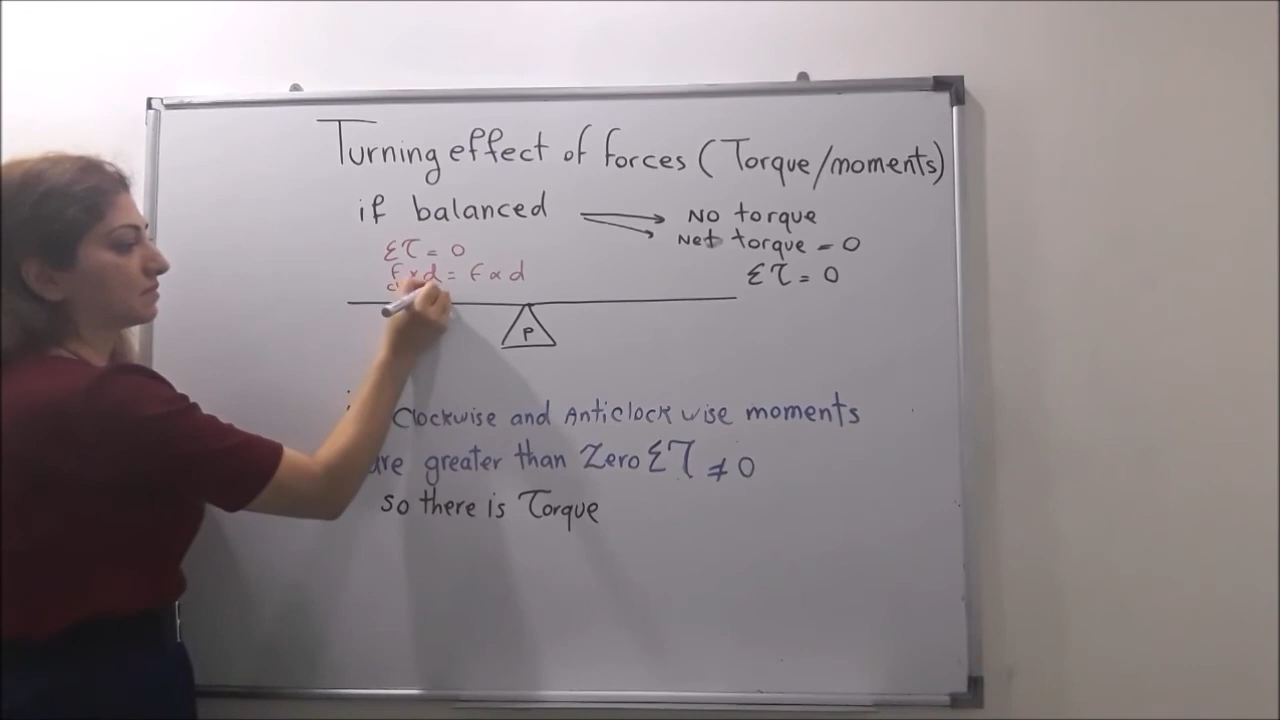 Turning effect of forces (Torque/moments)
if balanced
No torque
Net torque = 0
Στ = 0
Στ = 0
F × d = F × d
P
Clockwise and Anticlockwise moments
are greater than Zero Στ ≠ 0
so there is Torque